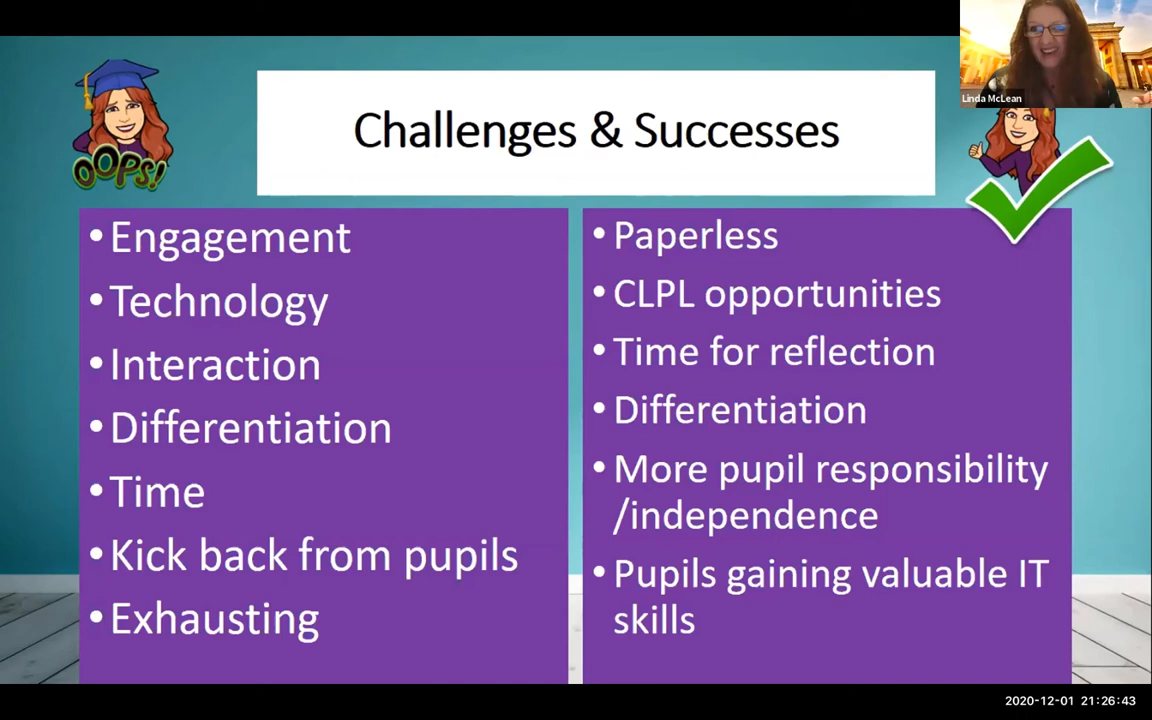 Linda McLean
Challenges & Successes
OOPS!
•Engagement
•Technology
•Interaction
•Differentiation
•Time
•Kick back from pupils
•Exhausting
•Paperless
•CLPL opportunities
•Time for reflection
•Differentiation
•More pupil responsibility
/independence
•Pupils gaining valuable IT
skills
2020-12-01 21:26:43